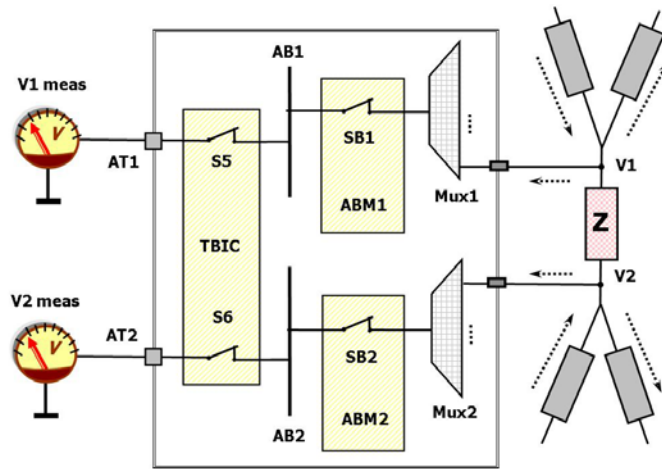 V1 meas
V
AT1
S5
TBIC
AB1
SB1
ABM1
Mux1
V1
Z
V2
V2 meas
V
AT2
S6
AB2
SB2
ABM2
Mux2